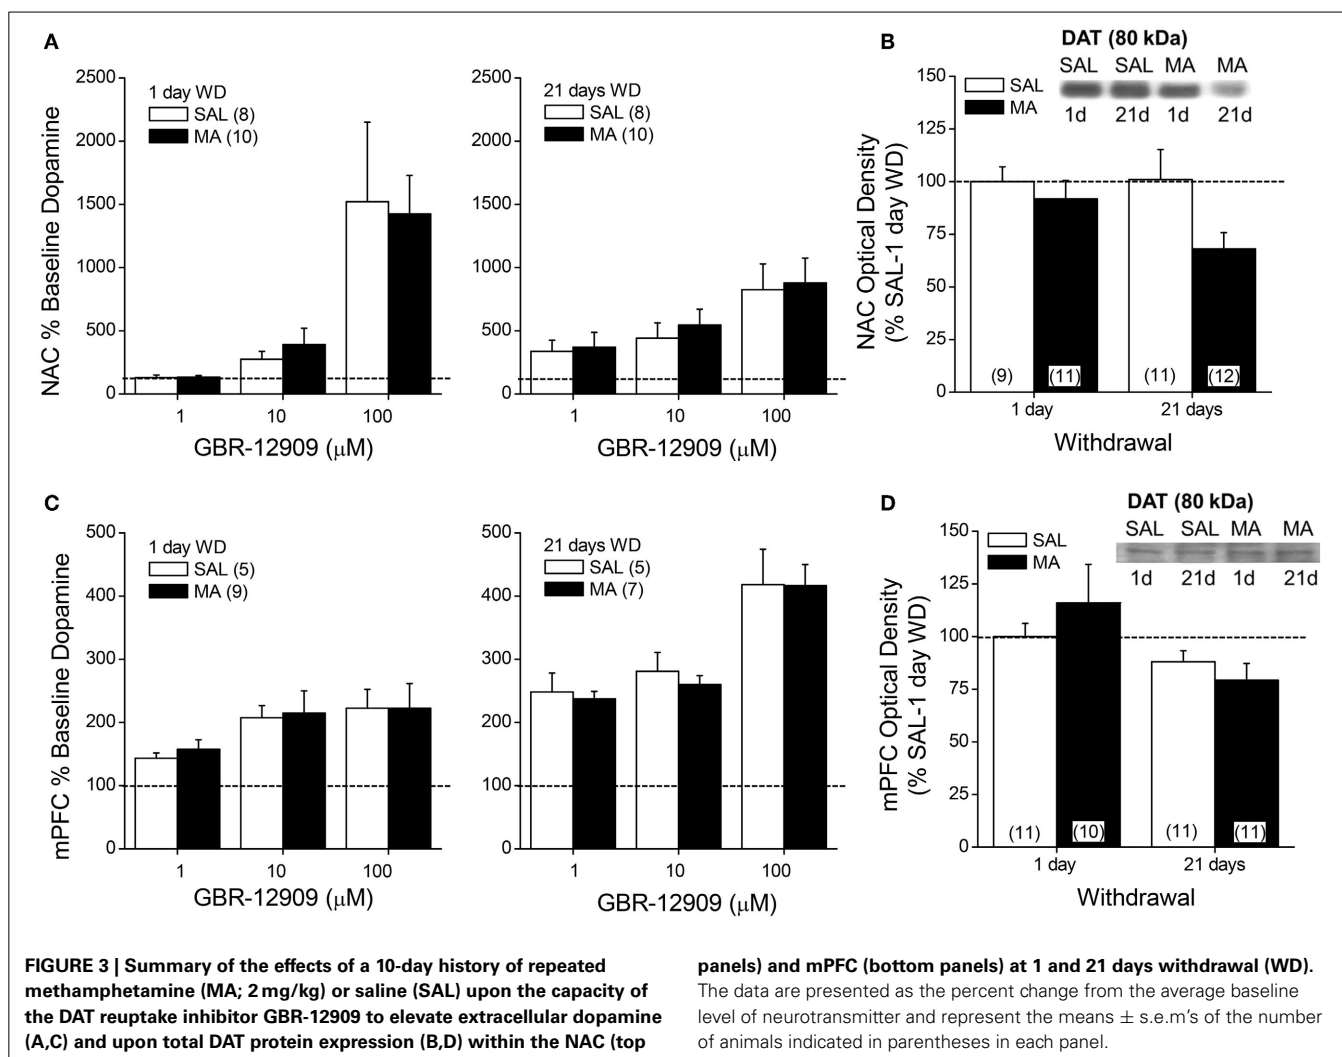 A
2500
2000
1500
1000
500
0
NAC % Baseline Dopamine
1 day WD
SAL (8)
MA (10)
1 10 100
GBR-12909 (μM)
2500
2000
1500
1000
500
0
21 days WD
SAL (8)
MA (10)
1 10 100
GBR-12909 (μM)
B
DAT (80 kDa)
SAL SAL MA MA
1d 21d 1d 21d
SAL
MA
150
125
100
75
50
25
0
NAC Optical Density
(% SAL-1 day WD)
(9) (11) (11) (12)
1 day 21 days
Withdrawal
C
500
400
300
200
100
0
mPFC % Baseline Dopamine
1 day WD
SAL (5)
MA (9)
1 10 100
GBR-12909 (μM)
500
400
300
200
100
0
21 days WD
SAL (5)
MA (7)
1 10 100
GBR-12909 (μM)
D
DAT (80 kDa)
SAL SAL MA MA
1d 21d 1d 21d
SAL
MA
150
125
100
75
50
25
0
mPFC Optical Density
(% SAL-1 day WD)
(11) (10) (11) (11)
1 day 21 days
Withdrawal
FIGURE 3 | Summary of the effects of a 10-day history of repeated
methamphetamine (MA; 2 mg/kg) or saline (SAL) upon the capacity of
the DAT reuptake inhibitor GBR-12909 to elevate extracellular dopamine
(A,C) and upon total DAT protein expression (B,D) within the NAC (top
panels) and mPFC (bottom panels) at 1 and 21 days withdrawal (WD).
The data are presented as the percent change from the average baseline
level of neurotransmitter and represent the means ± s.e.m's of the number
of animals indicated in parentheses in each panel.